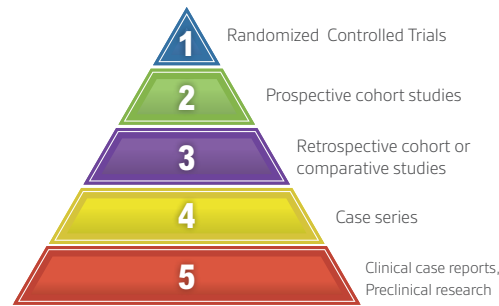 1
Randomized Controlled Trials
2
Prospective cohort studies
3
Retrospective cohort or
comparative studies
4
Case series
5
Clinical case reports,
Preclinical research